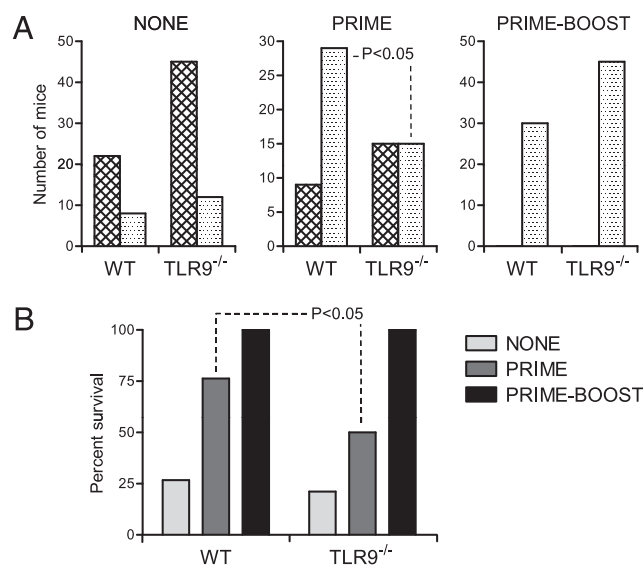 A
NONE
PRIME
PRIME-BOOST
Number of mice
50
40
30
20
10
0
WT
TLR9-/-
30
25
20
15
10
5
0
P<0.05
WT
TLR9-/-
50
40
30
20
10
0
WT
TLR9-/-
B
Percent survival
100
75
50
25
0
P<0.05
WT
TLR9-/-
NONE
PRIME
PRIME-BOOST